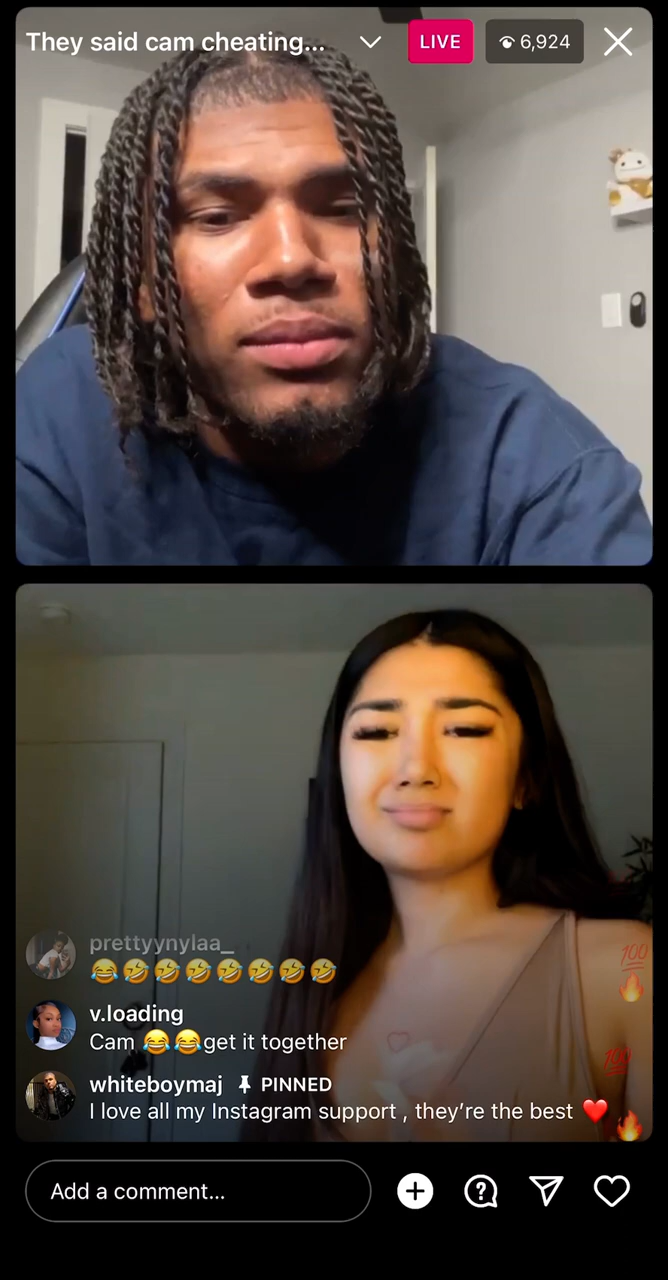 They said cam cheating...
LIVE
6,924
prettyynylaa_
😂🤣🤣🤣🤣🤣🤣🤣
v.loading
Cam 😂😂get it together
whiteboymaj 📌 PINNED
I love all my Instagram support , they’re the best ❤️
💯
💯
Add a comment...